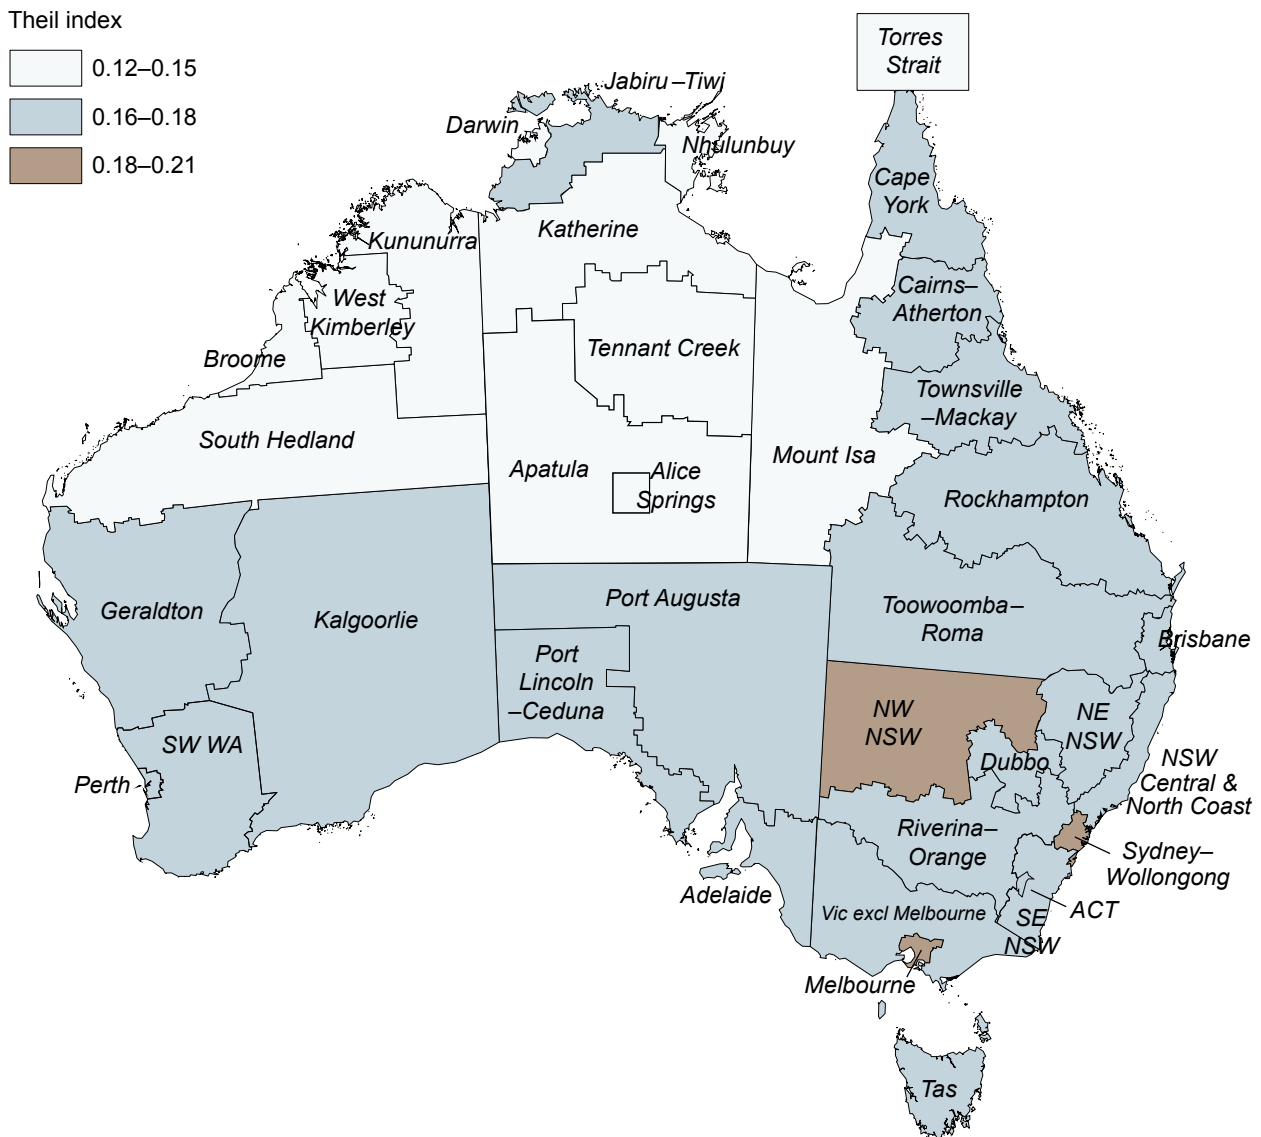 Theil index
0.12–0.15
0.16–0.18
0.18–0.21
Torres
Strait
Jabiru–Tiwi
Darwin
Nhulunbuy
Cape
York
Katherine
Kununurra
Cairns–
Atherton
West
Kimberley
Broome
Tennant Creek
Townsville
–Mackay
South Hedland
Apatula
Alice
Springs
Mount Isa
Rockhampton
Geraldton
Kalgoorlie
Port Augusta
Toowoomba–
Roma
Brisbane
Port
Lincoln
–Ceduna
NW
NSW
NE
NSW
SW WA
Dubbo
NSW
Central &
North Coast
Perth
Riverina–
Orange
Sydney–
Wollongong
Adelaide
Vic excl Melbourne
SE
NSW
ACT
Melbourne
Tas